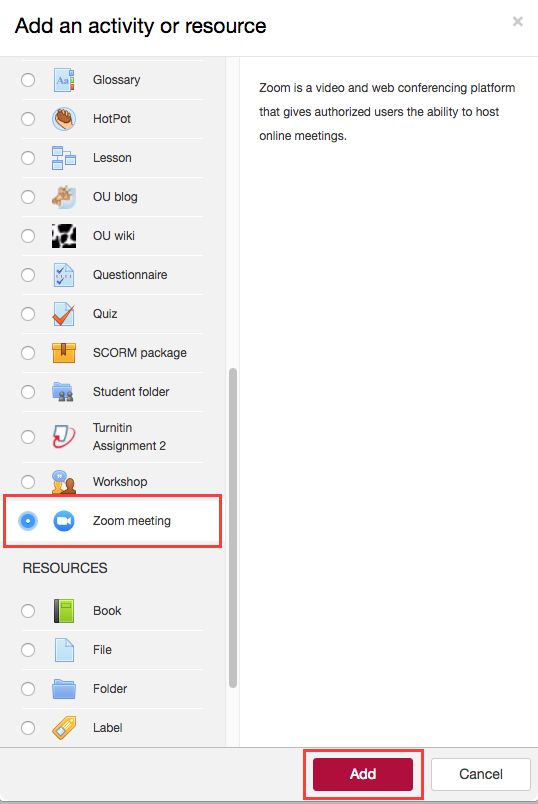 Add an activity or resource
×
Glossary
HotPot
Lesson
OU blog
OU wiki
Questionnaire
Quiz
SCORM package
Student folder
Turnitin
Assignment 2
Workshop
Zoom meeting
RESOURCES
Book
File
Folder
Label
Zoom is a video and web conferencing platform
that gives authorized users the ability to host
online meetings.
Add
Cancel